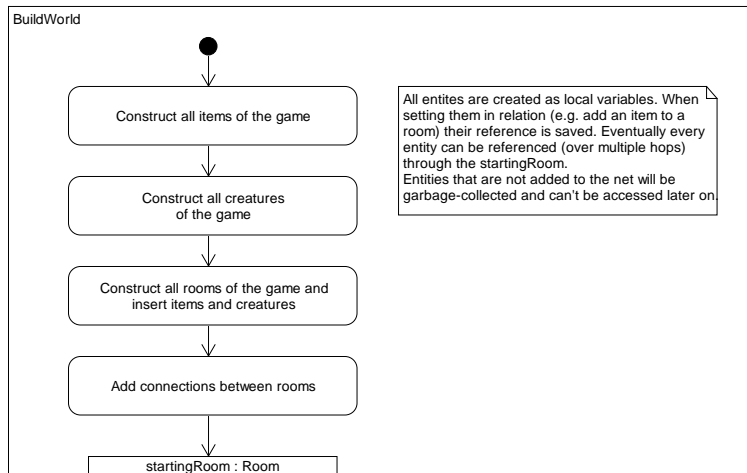 BuildWorld
Construct all items of the game
All entites are created as local variables. When
setting them in relation (e.g. add an item to a
room) their reference is saved. Eventually every
entity can be referenced (over multiple hops)
through the startingRoom.
Entities that are not added to the net will be
garbage-collected and can't be accessed later on.
Construct all creatures
of the game
Construct all rooms of the game and
insert items and creatures
Add connections between rooms
startingRoom : Room